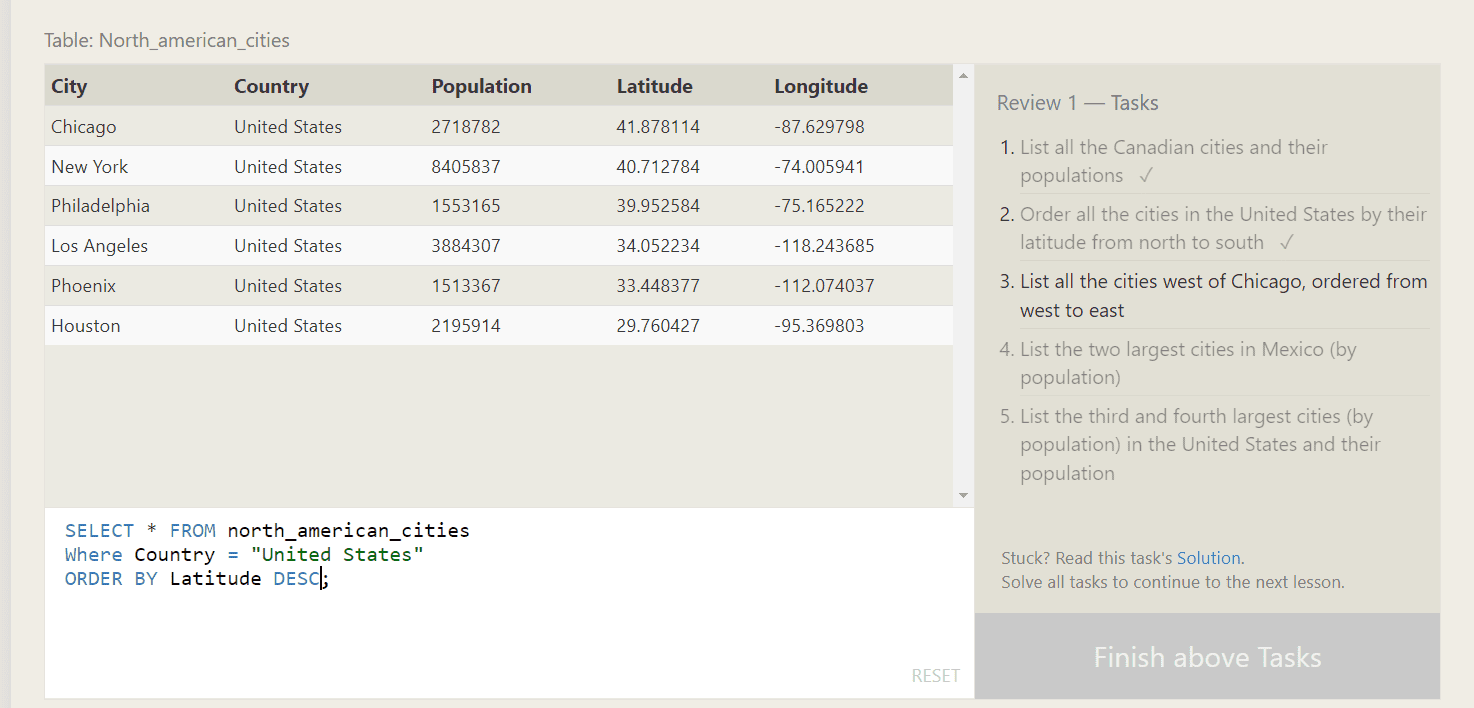 Table: North_american_cities
City Country Population Latitude Longitude
Chicago United States 2718782 41.878114 -87.629798
New York United States 8405837 40.712784 -74.005941
Philadelphia United States 1553165 39.952584 -75.165222
Los Angeles United States 3884307 34.052234 -118.243685
Phoenix United States 1513367 33.448377 -112.074037
Houston United States 2195914 29.760427 -95.369803
SELECT * FROM north_american_cities
Where Country = "United States"
ORDER BY Latitude DESC;
RESET
Review 1 — Tasks
1. List all the Canadian cities and their
populations ✓
2. Order all the cities in the United States by their
latitude from north to south ✓
3. List all the cities west of Chicago, ordered from
west to east
4. List the two largest cities in Mexico (by
population)
5. List the third and fourth largest cities (by
population) in the United States and their
population
Stuck? Read this task's Solution.
Solve all tasks to continue to the next lesson.
Finish above Tasks